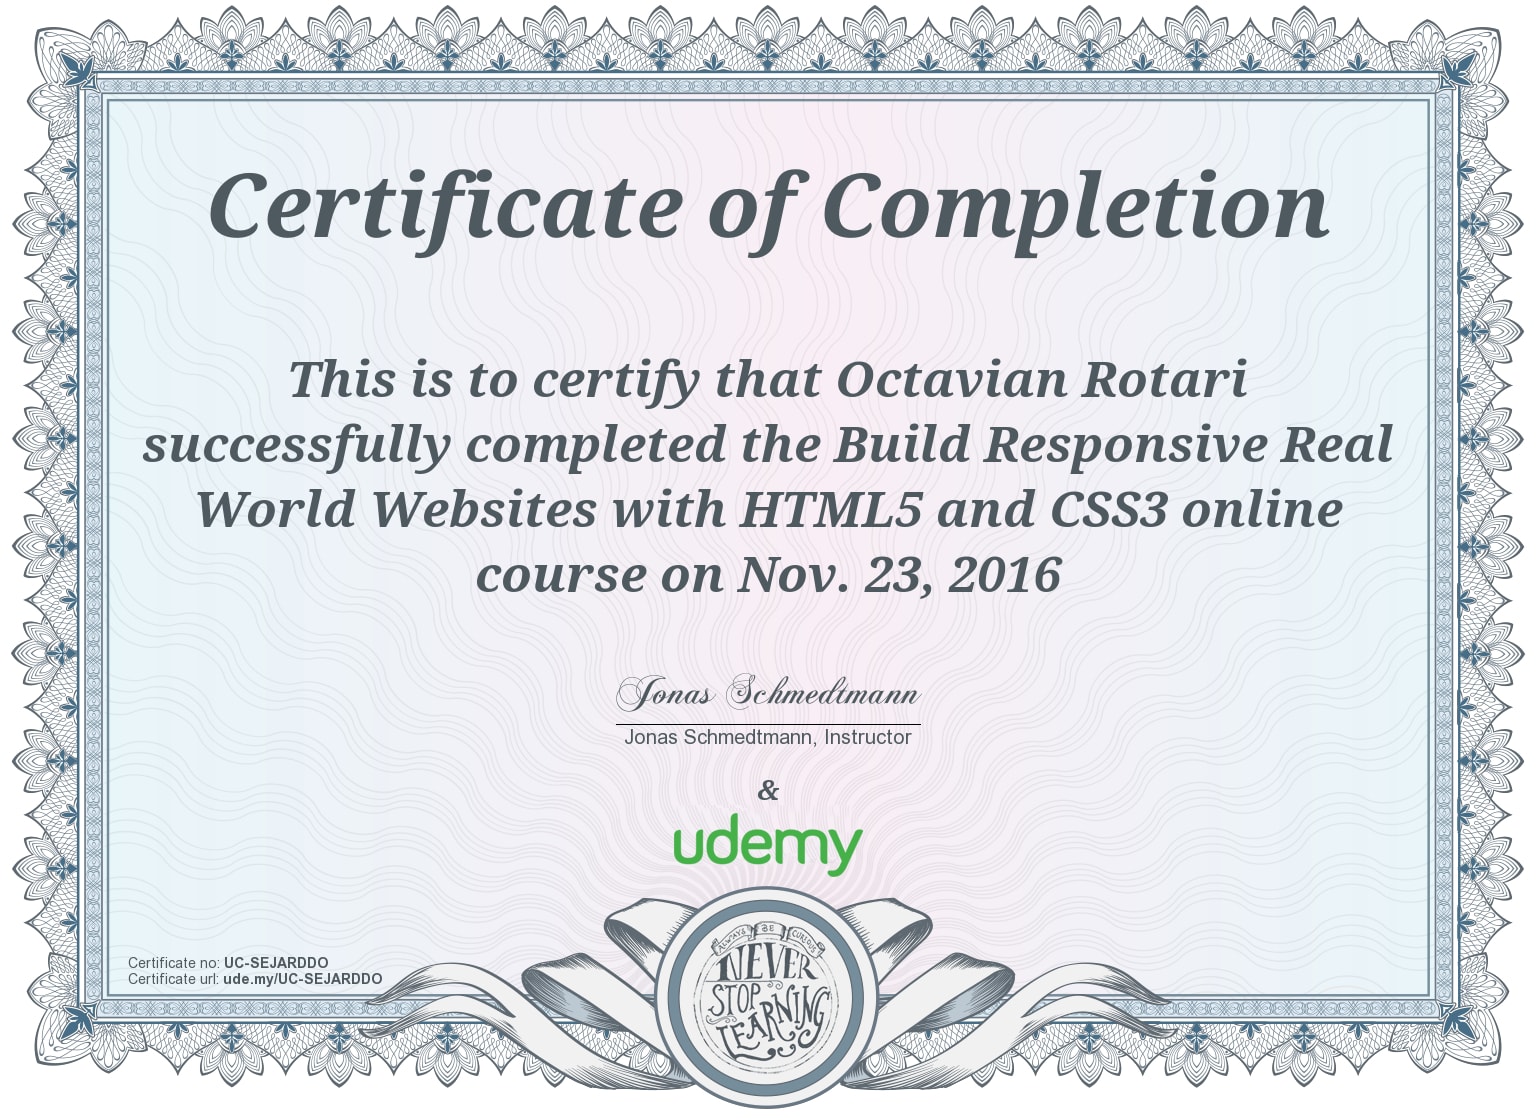 Certificate of Completion
This is to certify that Octavian Rotari
successfully completed the Build Responsive Real
World Websites with HTML5 and CSS3 online
course on Nov. 23, 2016
Jonas Schmedtmann
Jonas Schmedtmann, Instructor
&
udemy
Certificate no: UC-SEJARDDO
Certificate url: ude.my/UC-SEJARDDO
ALWAYS BE CURIOUS
NEVER
STOP
LEARNING